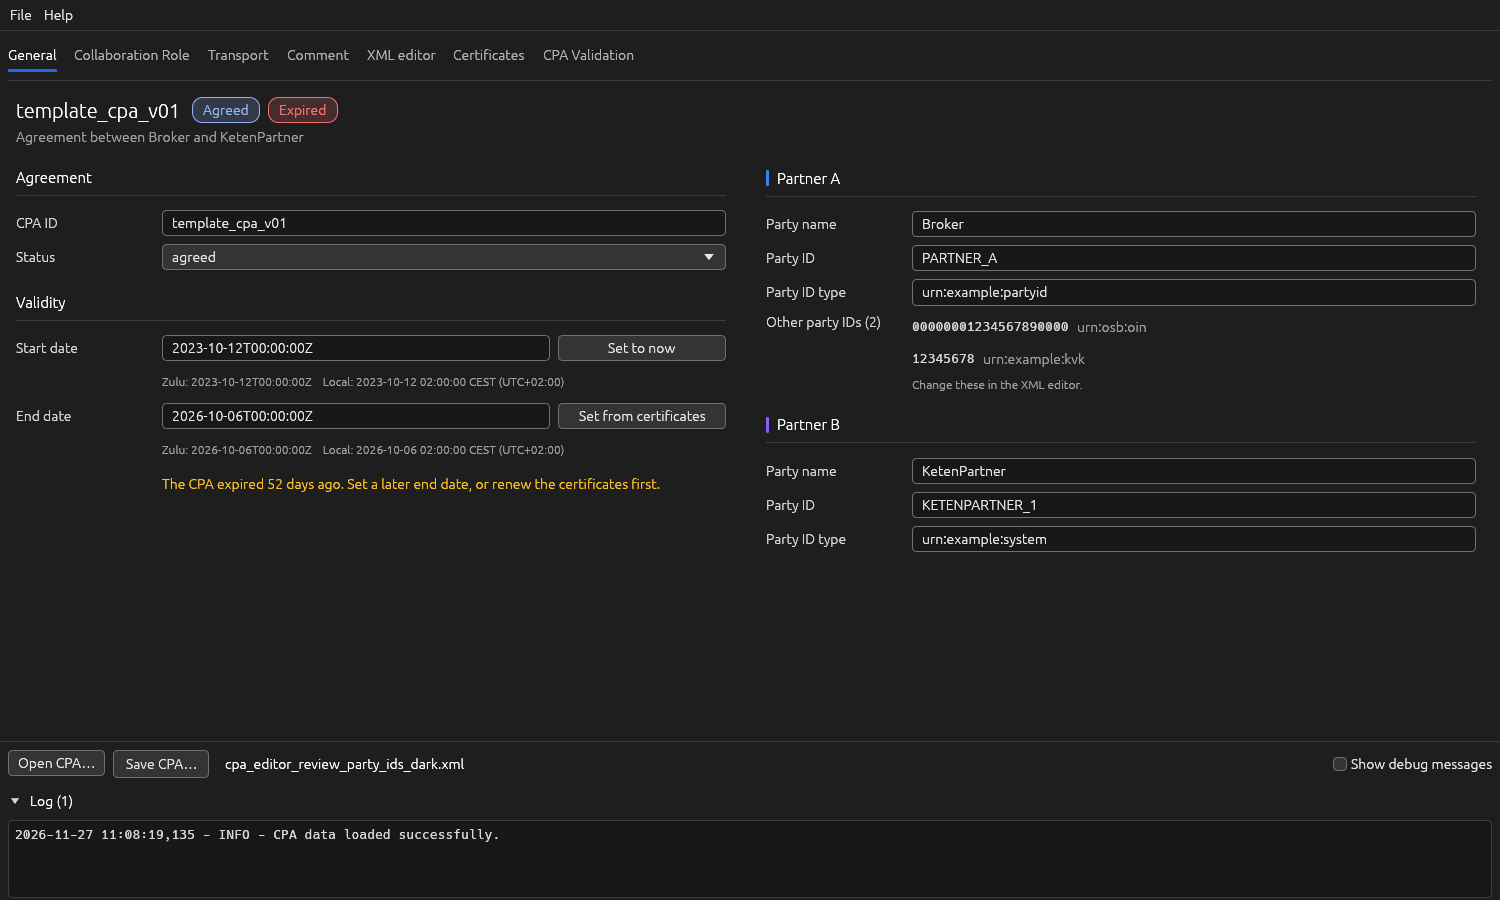 File Help
General Collaboration Role Transport Comment XML editor Certificates CPA Validation
template_cpa_v01 Agreed Expired
Agreement between Broker and KetenPartner
Agreement
CPA ID template_cpa_v01
Status agreed
Validity
Start date 2023-10-12T00:00:00Z Set to now
Zulu: 2023-10-12T00:00:00Z Local: 2023-10-12 02:00:00 CEST (UTC+02:00)
End date 2026-10-06T00:00:00Z Set from certificates
Zulu: 2026-10-06T00:00:00Z Local: 2026-10-06 02:00:00 CEST (UTC+02:00)
The CPA expired 52 days ago. Set a later end date, or renew the certificates first.
Partner A
Party name Broker
Party ID PARTNER_A
Party ID type urn:example:partyid
Other party IDs (2) 00000001234567890000 urn:osb:oin
12345678 urn:example:kvk
Change these in the XML editor.
Partner B
Party name KetenPartner
Party ID KETENPARTNER_1
Party ID type urn:example:system
Open CPA... Save CPA... cpa_editor_review_party_ids_dark.xml Show debug messages
Log (1)
2026-11-27 11:08:19,135 - INFO - CPA data loaded successfully.